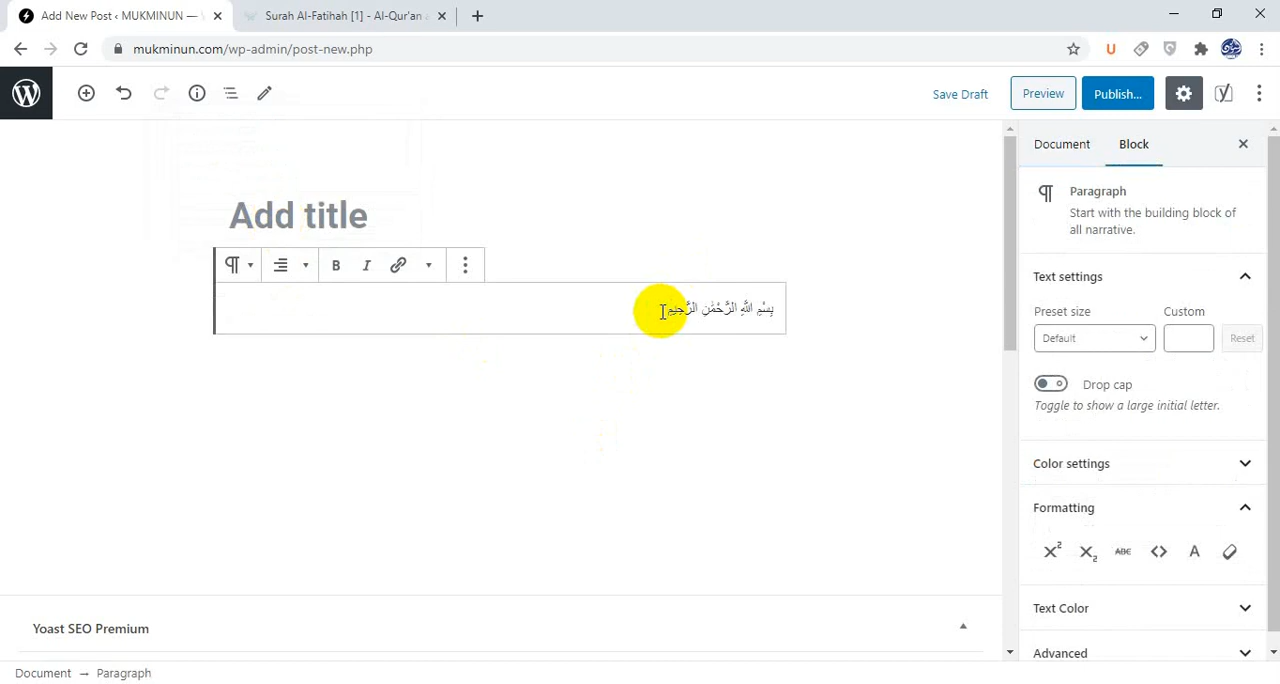 Add New Post ‹ MUKMINUN —
Surah Al-Fatihah [1] - Al-Qur'an
mukminun.com/wp-admin/post-new.php
Save Draft
Preview
Publish...
Document
Block
Add title
بِسْمِ اللَّهِ الرَّحْمَٰنِ الرَّحِيمِ
Paragraph
Start with the building block of
all narrative.
Text settings
Preset size
Custom
Default
Reset
Drop cap
Toggle to show a large initial letter.
Color settings
Formatting
ABC
Text Color
Advanced
Yoast SEO Premium
Document → Paragraph